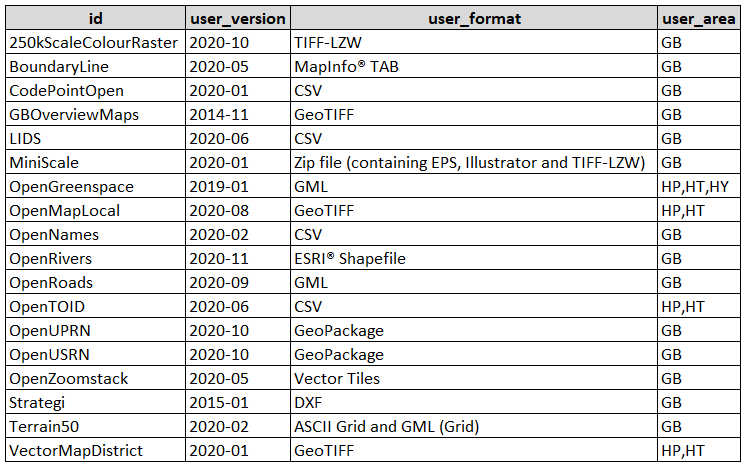 id user_version user_format user_area
250kScaleColourRaster 2020-10 TIFF-LZW GB
BoundaryLine 2020-05 MapInfo® TAB GB
CodePointOpen 2020-01 CSV GB
GBOverviewMaps 2014-11 GeoTIFF GB
LIDS 2020-06 CSV GB
MiniScale 2020-01 Zip file (containing EPS, Illustrator and TIFF-LZW) GB
OpenGreenspace 2019-01 GML HP,HT,HY
OpenMapLocal 2020-08 GeoTIFF HP,HT
OpenNames 2020-02 CSV GB
OpenRivers 2020-11 ESRI® Shapefile GB
OpenRoads 2020-09 GML GB
OpenTOID 2020-06 CSV HP,HT
OpenUPRN 2020-10 GeoPackage GB
OpenUSRN 2020-10 GeoPackage GB
OpenZoomstack 2020-05 Vector Tiles GB
Strategi 2015-01 DXF GB
Terrain50 2020-02 ASCII Grid and GML (Grid) GB
VectorMapDistrict 2020-01 GeoTIFF HP,HT